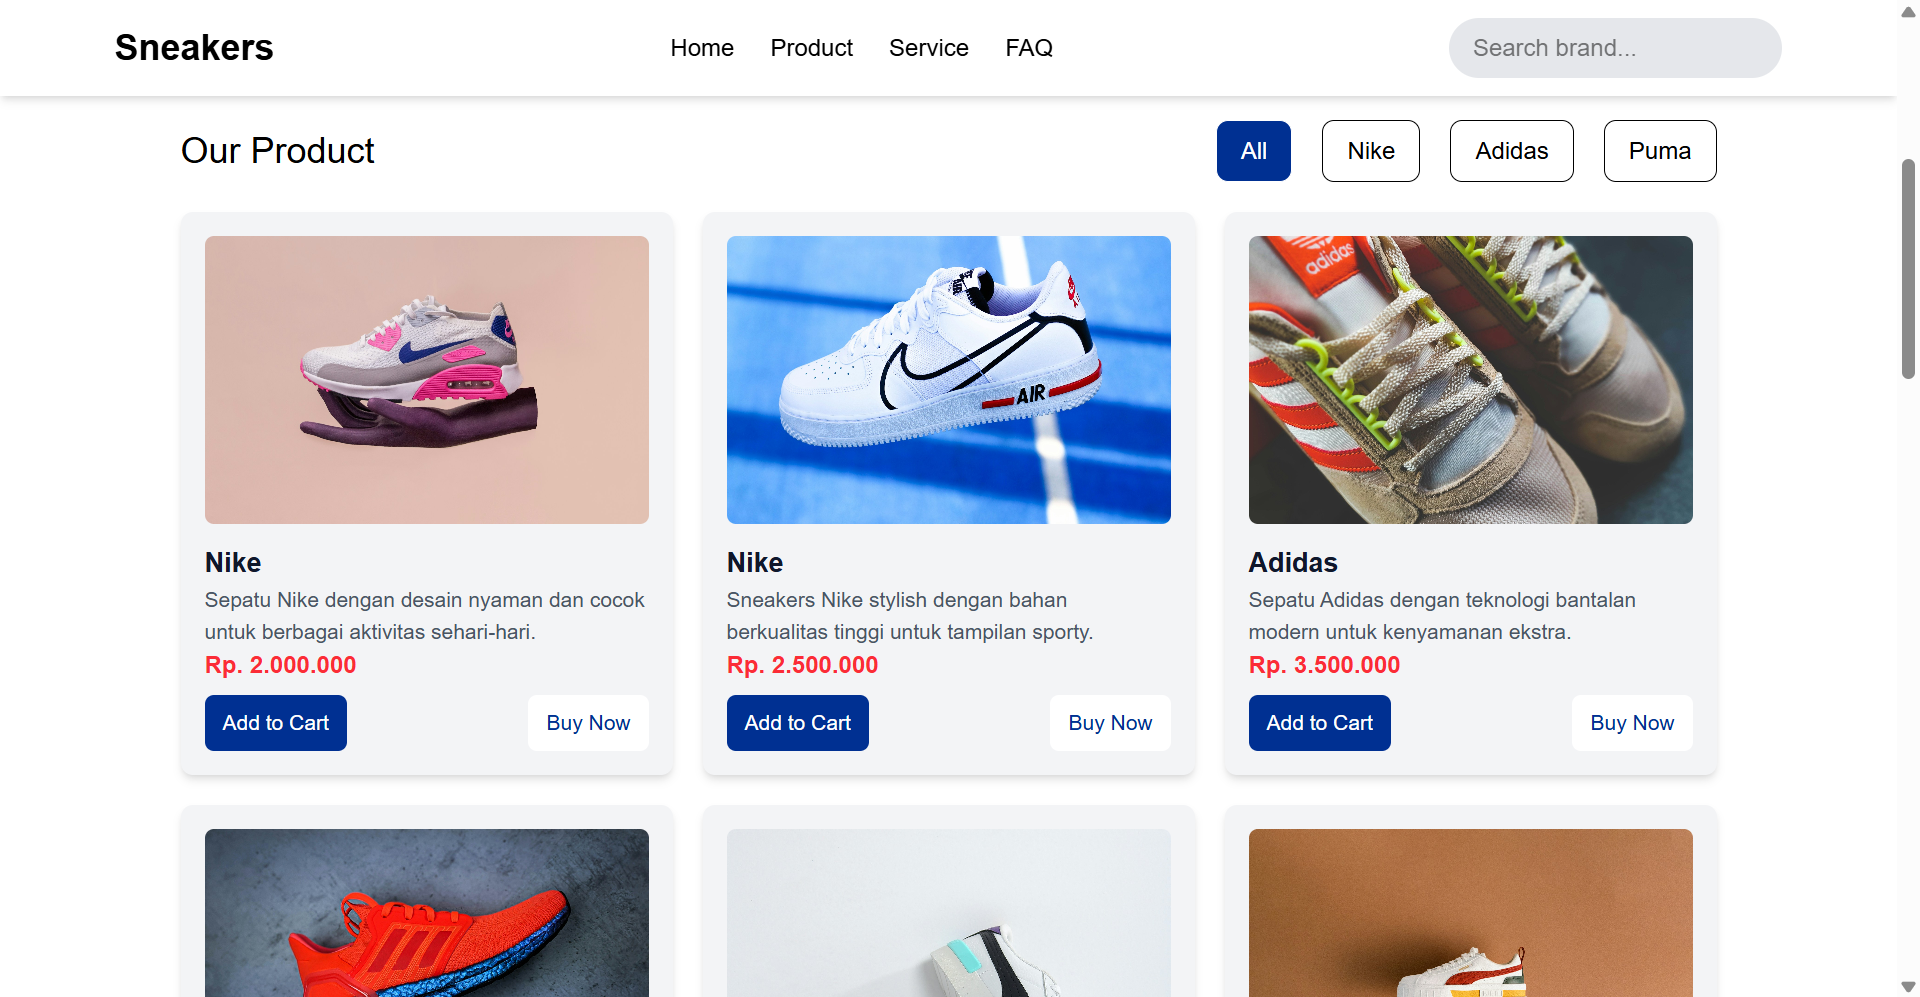 Sneakers
Home Product Service FAQ
Search brand...
Our Product
All Nike Adidas Puma
AIR
adidas
Nike
Sepatu Nike dengan desain nyaman dan cocok
untuk berbagai aktivitas sehari-hari.
Rp. 2.000.000
Add to Cart Buy Now
Nike
Sneakers Nike stylish dengan bahan
berkualitas tinggi untuk tampilan sporty.
Rp. 2.500.000
Add to Cart Buy Now
Adidas
Sepatu Adidas dengan teknologi bantalan
modern untuk kenyamanan ekstra.
Rp. 3.500.000
Add to Cart Buy Now